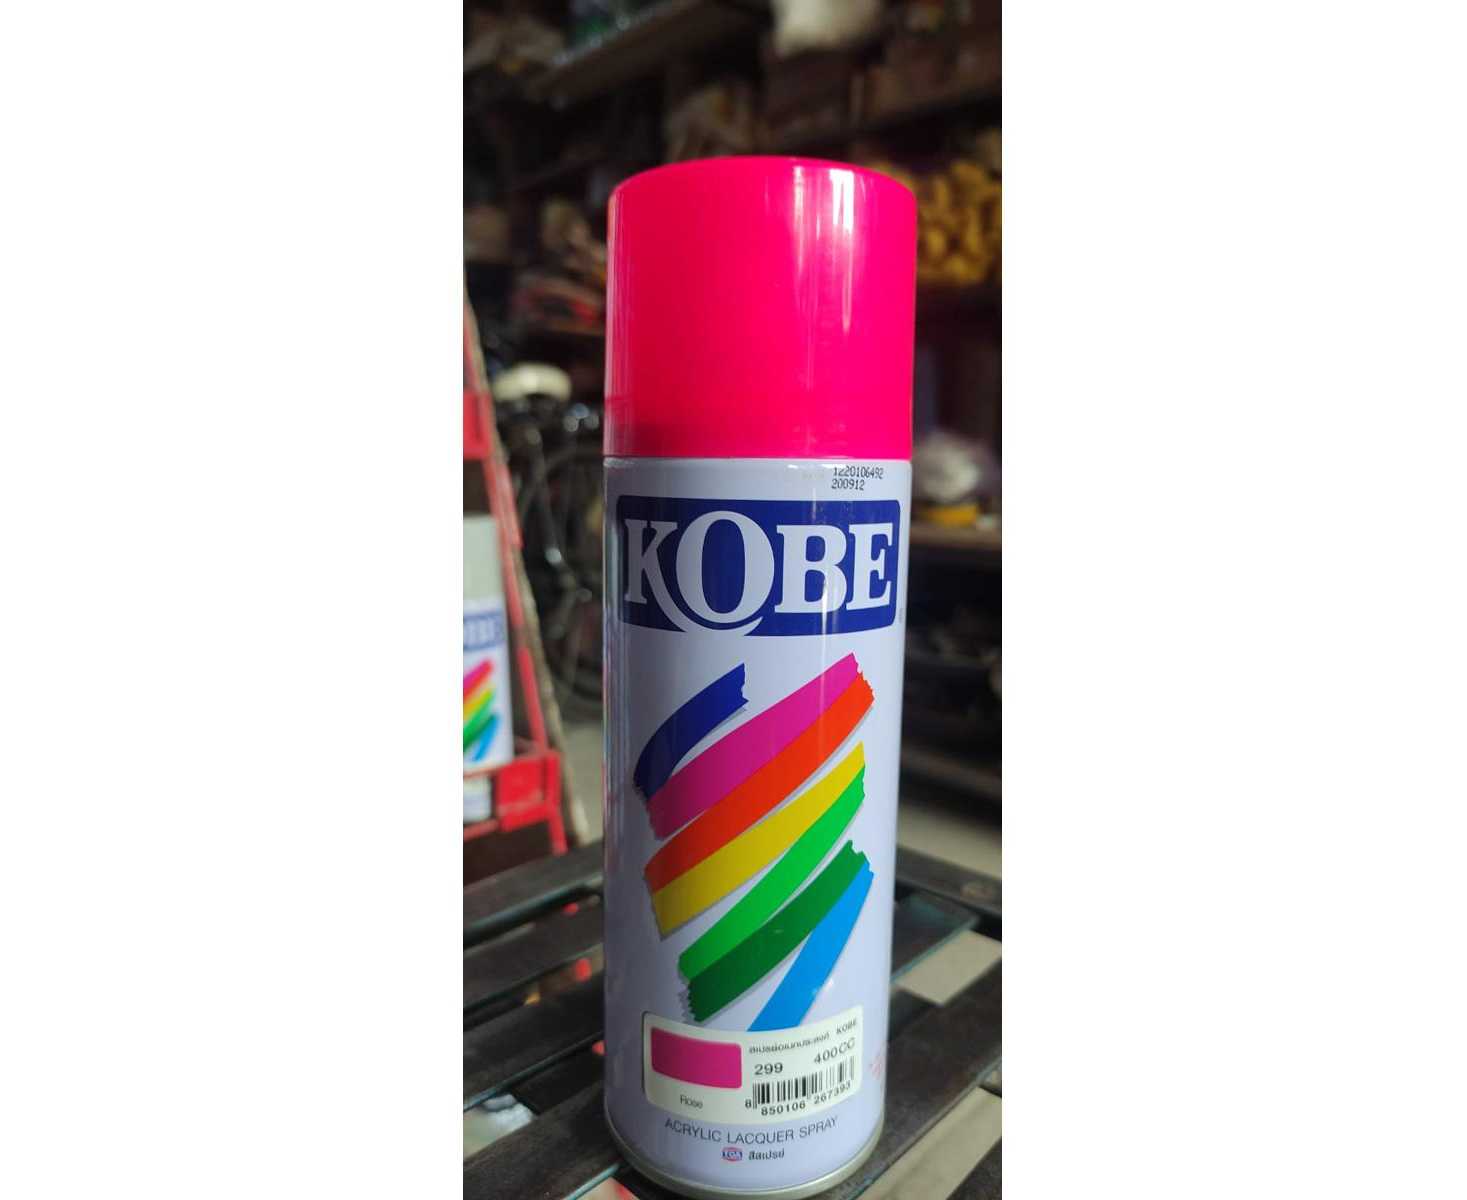 1220106492
200912
KOBE
สเปรย์อเนกประสงค์ KOBE
299 400CC
Rose
8 850106 267393
ACRYLIC LACQUER SPRAY
TOA สีสเปรย์